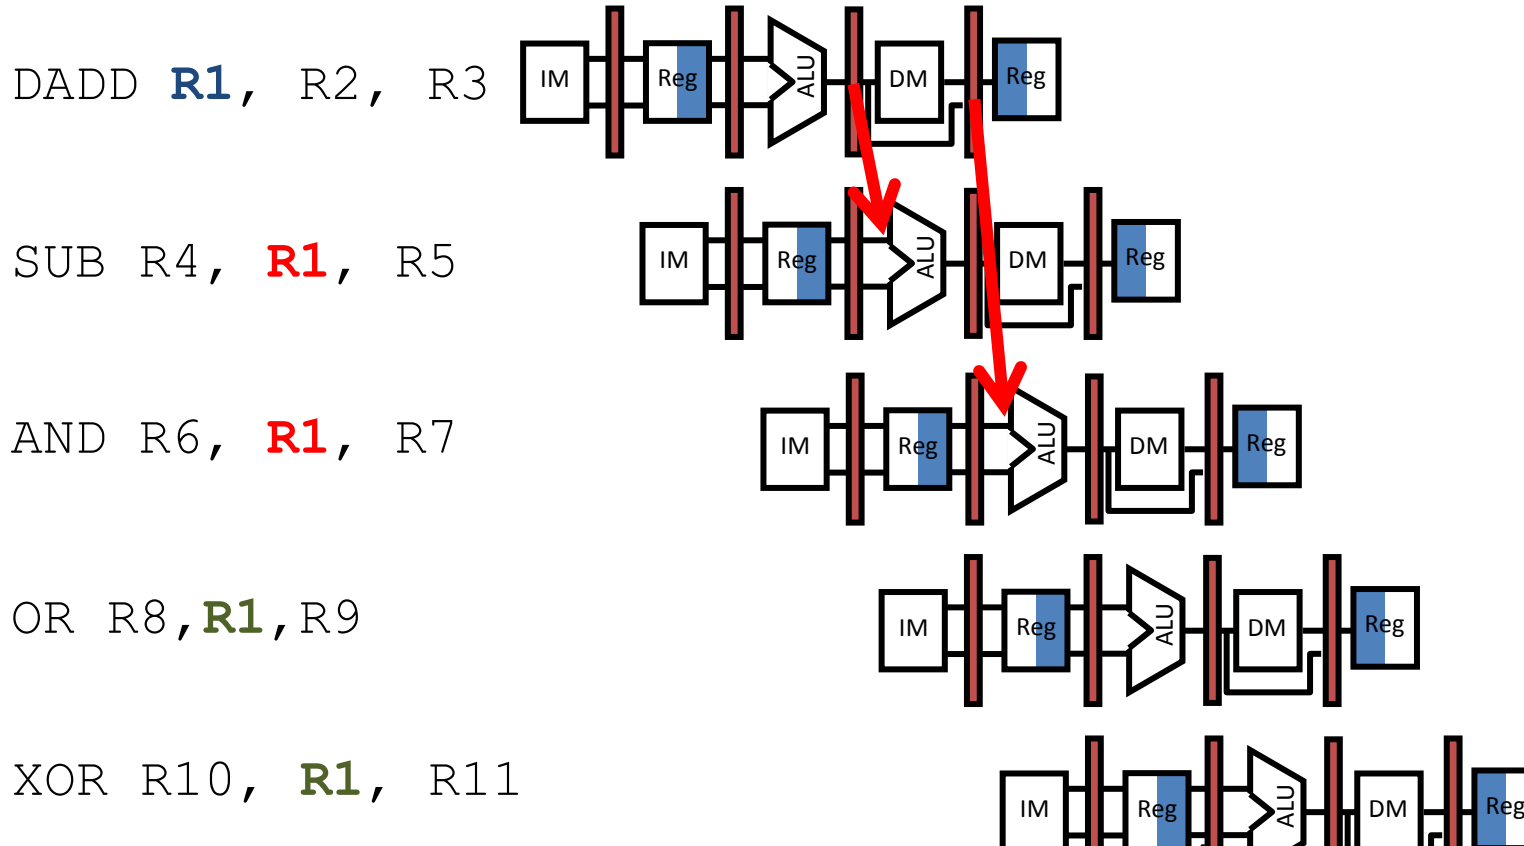 DADD R1, R2, R3 IM Reg ALU DM Reg
SUB R4, R1, R5 IM Reg ALU DM Reg
AND R6, R1, R7 IM Reg ALU DM Reg
OR R8,R1,R9 IM Reg ALU DM Reg
XOR R10, R1, R11 IM Reg ALU DM Reg